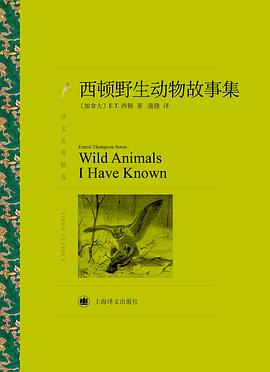 西顿野生动物故事集
〔加拿大〕E.T. 西顿 著 蒲隆 译
译文名著精选
YIWEN CLASSICS
Ernest Thompson Seton
Wild Animals
I Have Known
上海译文出版社